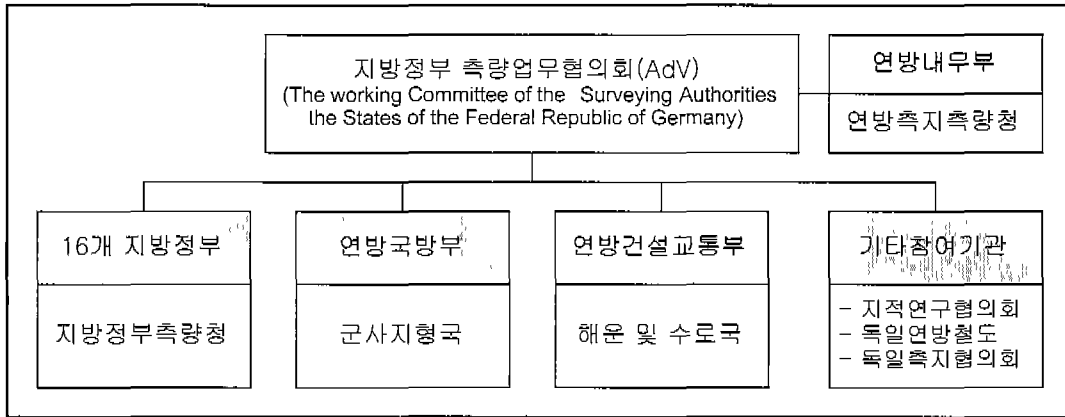 지방정부 측량업무협의회(AdV)
(The working Committee of the Surveying Authorities
the States of the Federal Republic of Germany)
연방내무부
연방측지측량청
16개 지방정부
지방정부측량청
연방국방부
군사지형국
연방건설교통부
해운 및 수로국
기타참여기관
- 지적연구협의회
- 독일연방철도
- 독일측지협의회